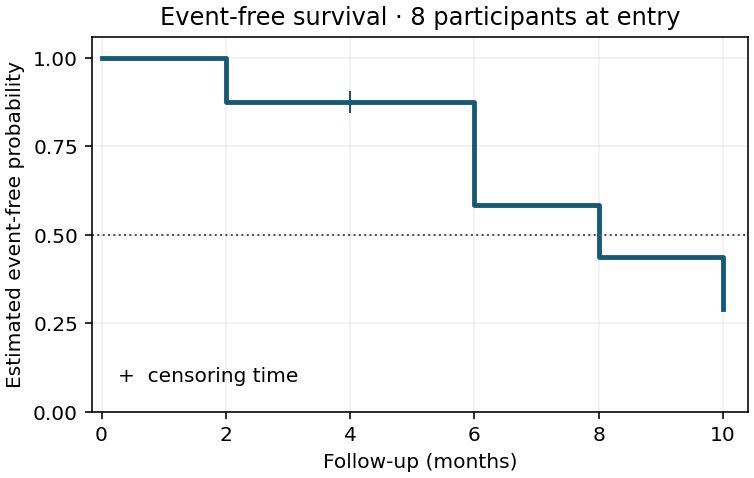 Event-free survival · 8 participants at entry
Estimated event-free probability
1.00
0.75
0.50
0.25
0.00
+ censoring time
0 2 4 6 8 10
Follow-up (months)